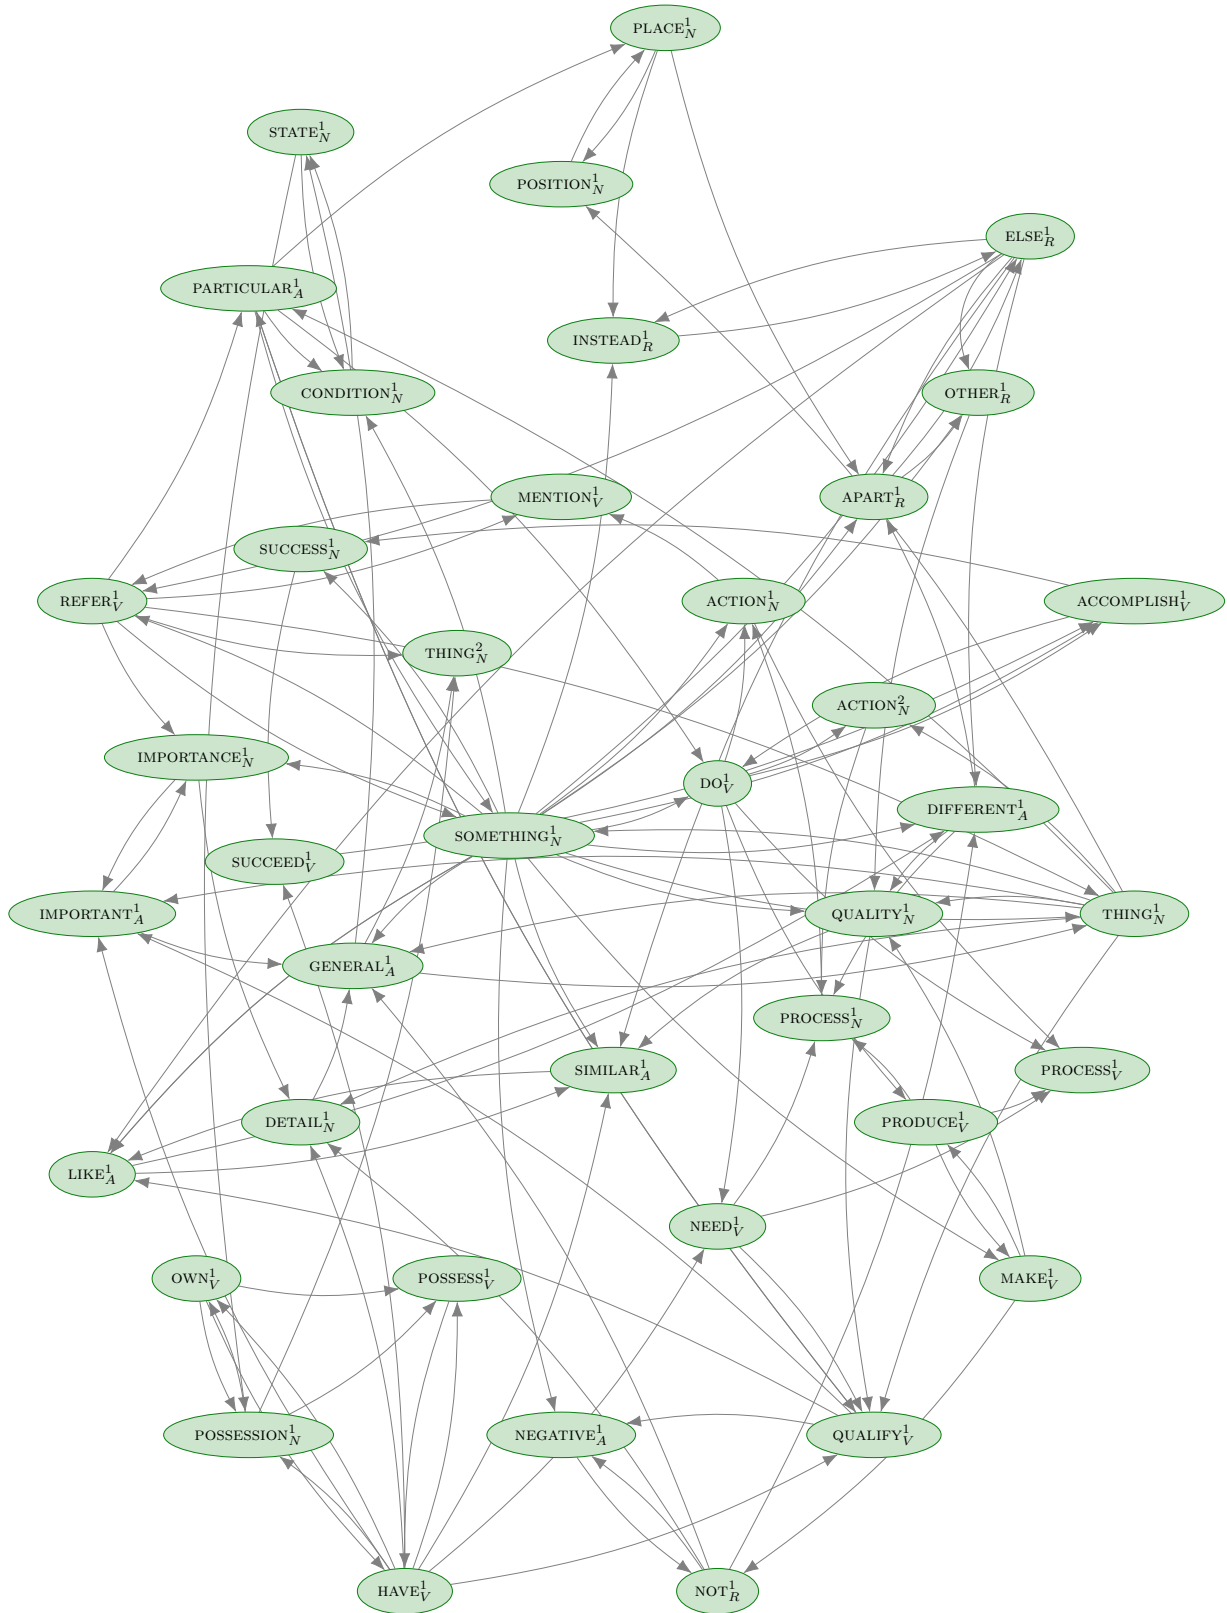 PLACE¹N
STATE¹N
POSITION¹N
ELSE¹R
PARTICULAR¹A
INSTEAD¹R
CONDITION¹N
OTHER¹R
MENTION¹V
APART¹R
SUCCESS¹N
REFER¹V
ACTION¹N
ACCOMPLISH¹V
THING²N
ACTION²N
IMPORTANCE¹N
DO¹V
DIFFERENT¹A
SOMETHING¹N
SUCCEED¹V
IMPORTANT¹A
QUALITY¹N
THING¹N
GENERAL¹A
PROCESS¹N
SIMILAR¹A
PROCESS¹V
DETAIL¹N
PRODUCE¹V
LIKE¹A
NEED¹V
OWN¹V
POSSESS¹V
MAKE¹V
POSSESSION¹N
NEGATIVE¹A
QUALIFY¹V
HAVE¹V
NOT¹R